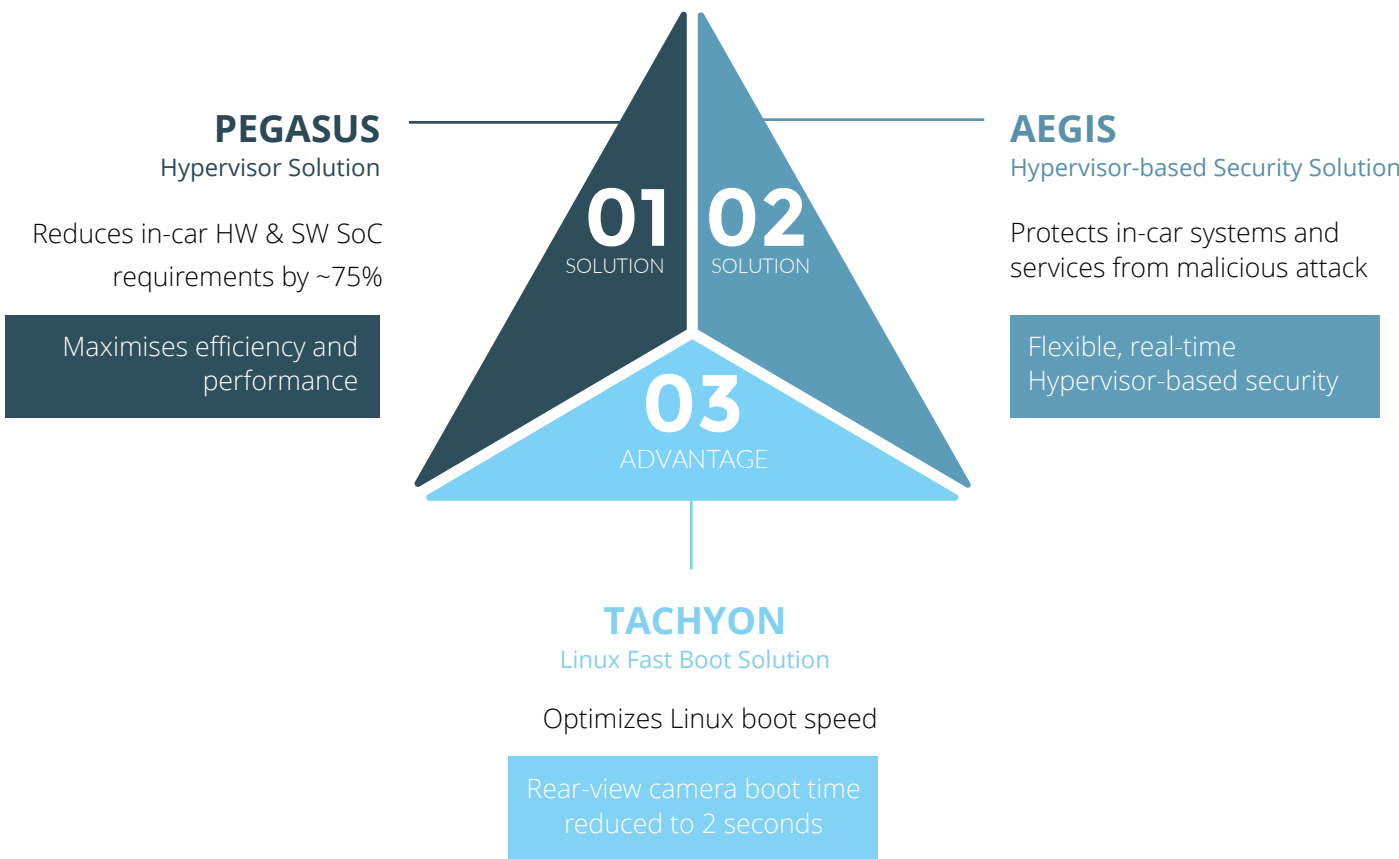 PEGASUS
Hypervisor Solution
Reduces in-car HW & SW SoC
requirements by ~75%
Maximises efficiency and
performance
01
SOLUTION
02
SOLUTION
03
ADVANTAGE
AEGIS
Hypervisor-based Security Solution
Protects in-car systems and
services from malicious attack
Flexible, real-time
Hypervisor-based security
TACHYON
Linux Fast Boot Solution
Optimizes Linux boot speed
Rear-view camera boot time
reduced to 2 seconds